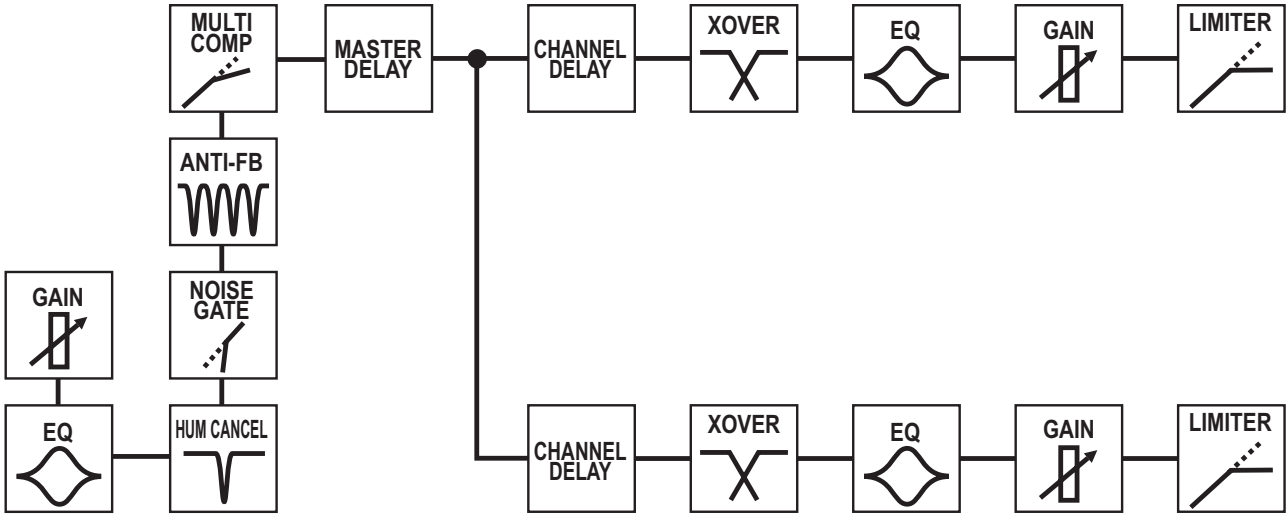 MULTI
COMP
MASTER
DELAY
CHANNEL
DELAY
XOVER
EQ
GAIN
LIMITER
ANTI-FB
GAIN
NOISE
GATE
EQ
HUM CANCEL
CHANNEL
DELAY
XOVER
EQ
GAIN
LIMITER